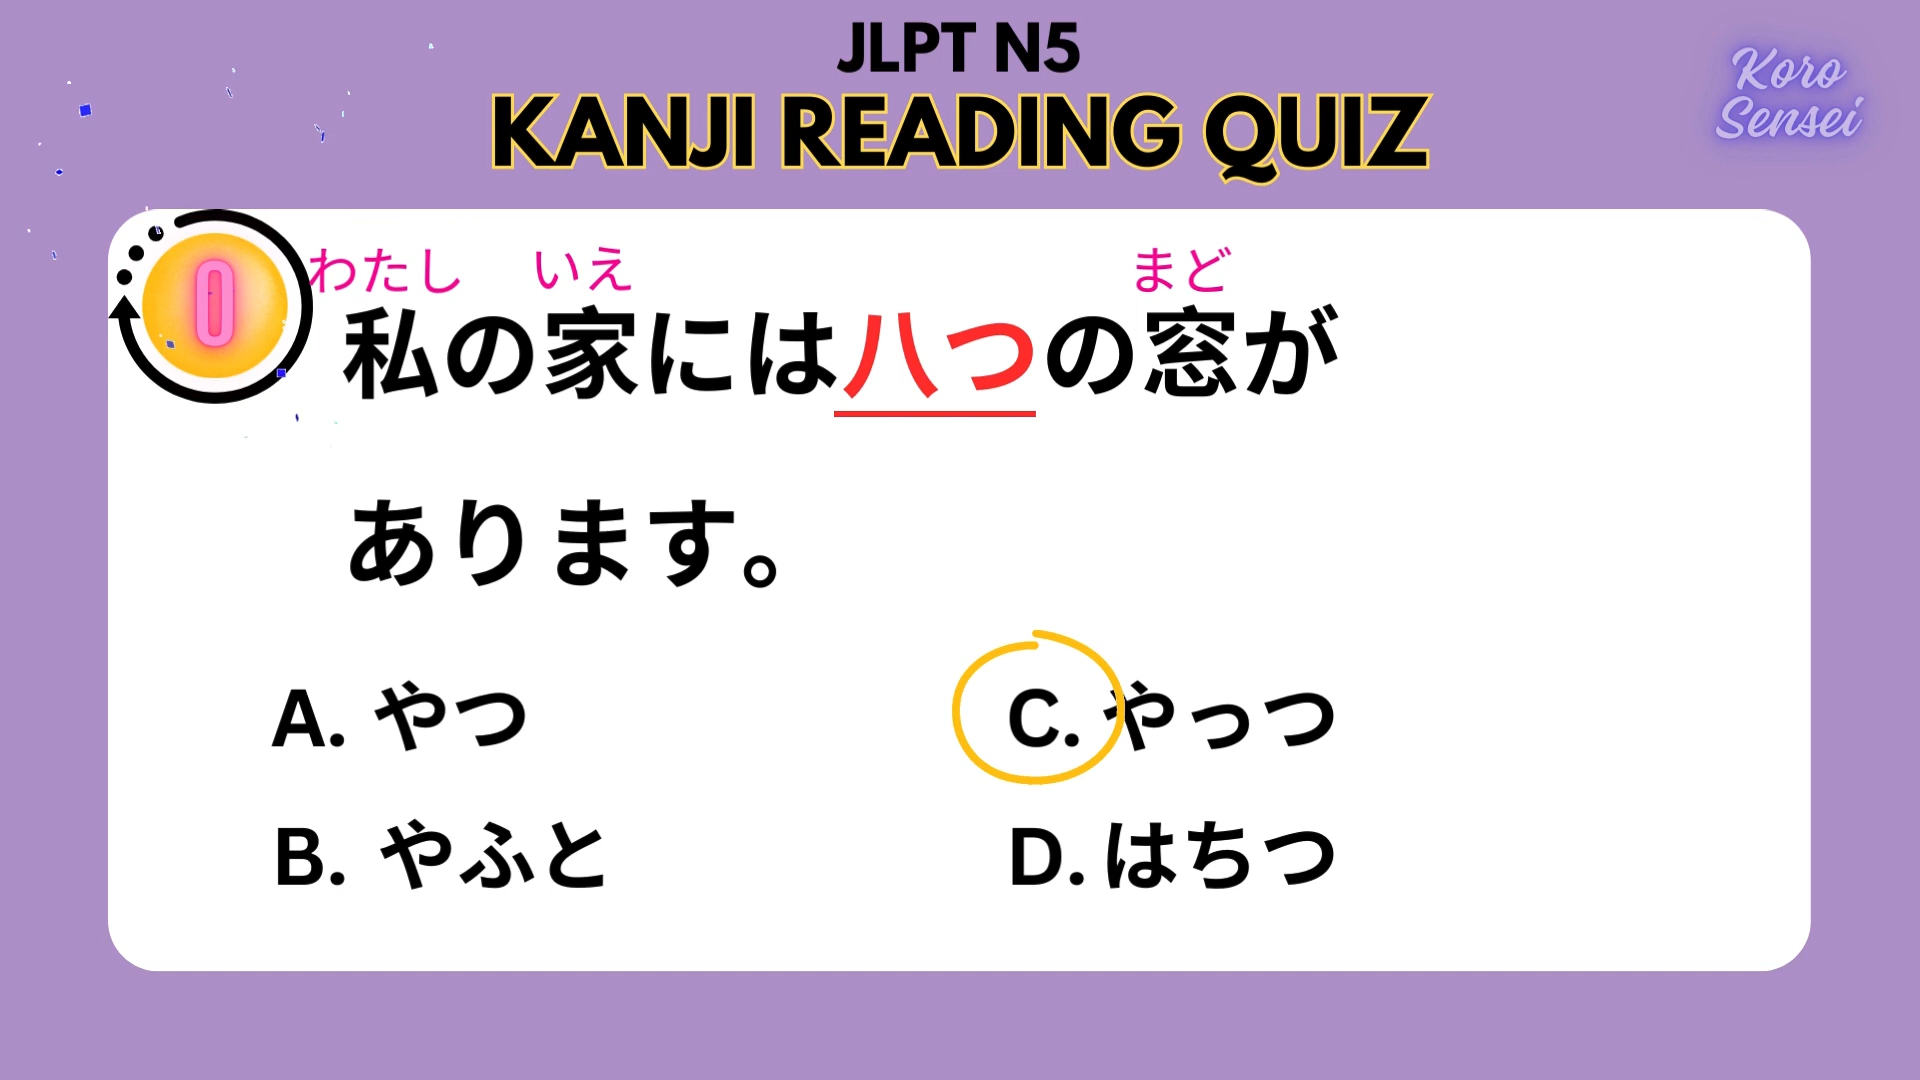 JLPT N5
KANJI READING QUIZ
Koro
Sensei
0
わたし いえ まど
私の家には八つの窓が
あります。
A. やつ
B. やふと
C. やっつ
D. はちつ